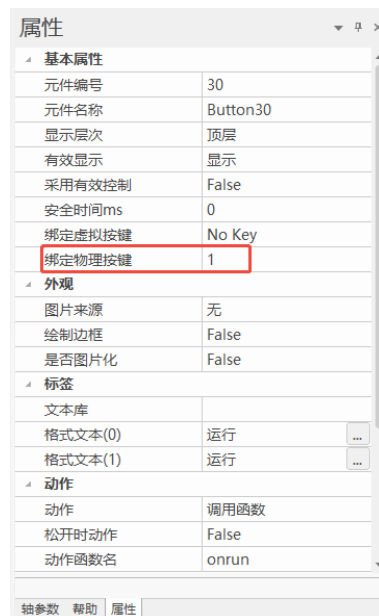 属性
基本属性
元件编号 30
元件名称 Button30
显示层次 顶层
有效显示 显示
采用有效控制 False
安全时间ms 0
绑定虚拟按键 No Key
绑定物理按键 1
外观
图片来源 无
绘制边框 False
是否图片化 False
标签
文本库
格式文本(0) 运行 ...
格式文本(1) 运行 ...
动作
动作 调用函数
松开时动作 False
动作函数名 onrun
轴参数 帮助 属性